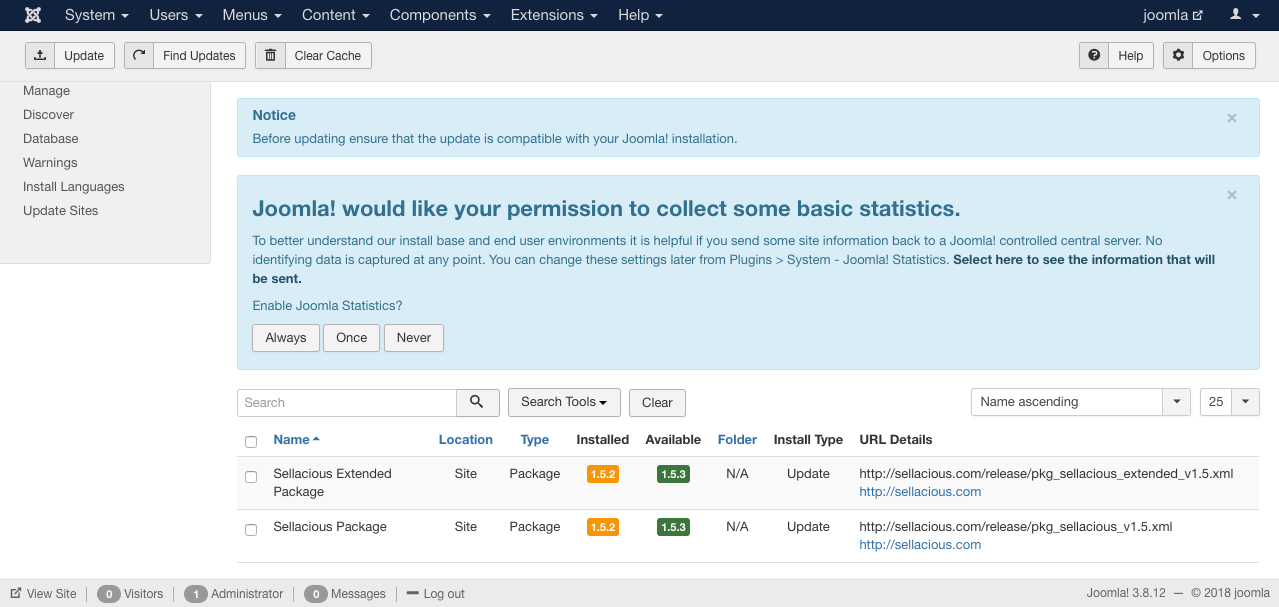 System Users Menus Content Components Extensions Help joomla
Update Find Updates Clear Cache Help Options
Manage
Discover
Database
Warnings
Install Languages
Update Sites
Notice
Before updating ensure that the update is compatible with your Joomla! installation.
×
Joomla! would like your permission to collect some basic statistics.
×
To better understand our install base and end user environments it is helpful if you send some site information back to a Joomla! controlled central server. No
identifying data is captured at any point. You can change these settings later from Plugins > System - Joomla! Statistics. Select here to see the information that will
be sent.
Enable Joomla Statistics?
Always Once Never
Search Search Tools Clear Name ascending 25
Name Location Type Installed Available Folder Install Type URL Details
Sellacious Extended Site Package 1.5.2 1.5.3 N/A Update http://sellacious.com/release/pkg_sellacious_extended_v1.5.xml
Package http://sellacious.com
Sellacious Package Site Package 1.5.2 1.5.3 N/A Update http://sellacious.com/release/pkg_sellacious_v1.5.xml
http://sellacious.com
View Site 0 Visitors 1 Administrator 0 Messages Log out Joomla! 3.8.12 — © 2018 joomla